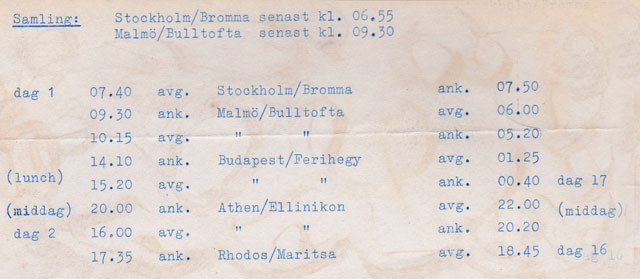 Samling: Stockholm/Bromma senast kl. 06.55
Malmö/Bulltofta senast kl. 09.30
dag 1 07.40 avg. Stockholm/Bromma ank. 07.50
09.30 ank. Malmö/Bulltofta avg. 06.00
10.15 avg. " " ank. 05.20
14.10 ank. Budapest/Ferihegy avg. 01.25
(lunch)
15.20 avg. " " ank. 00.40 dag 17
(middag) 20.00 ank. Athen/Ellinikon avg. 22.00 (middag)
dag 2 16.00 avg. " " ank. 20.20
17.35 ank. Rhodos/Maritsa avg. 18.45 dag 16